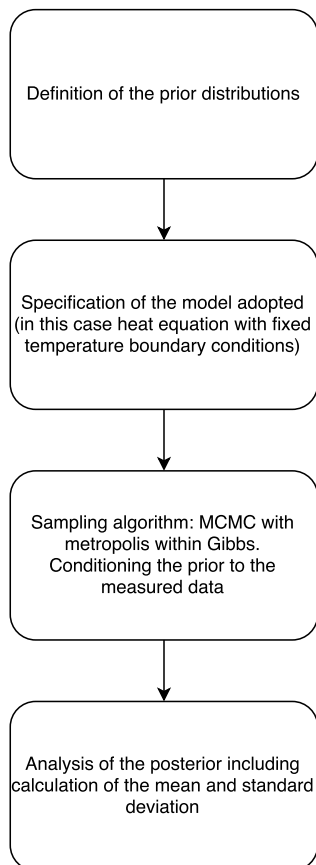 Definition of the prior distributions
Specification of the model adopted
(in this case heat equation with fixed
temperature boundary conditions)
Sampling algorithm: MCMC with
metropolis within Gibbs.
Conditioning the prior to the
measured data
Analysis of the posterior including
calculation of the mean and standard
deviation